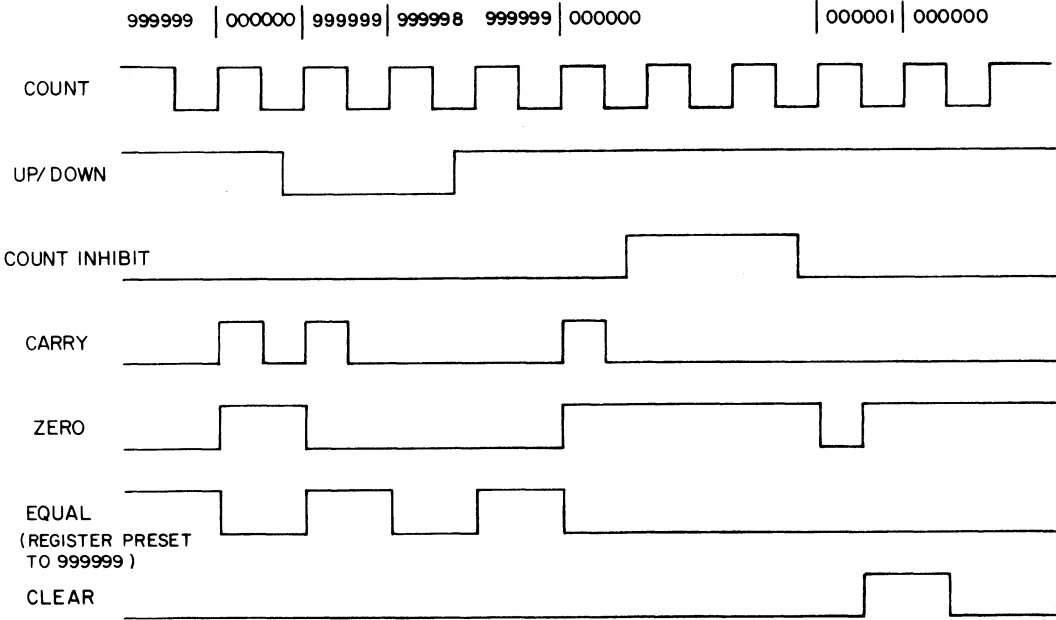 999999 000000 999999 999998 999999 000000 000001 000000
COUNT
UP/DOWN
COUNT INHIBIT
CARRY
ZERO
EQUAL
(REGISTER PRESET
TO 999999)
CLEAR